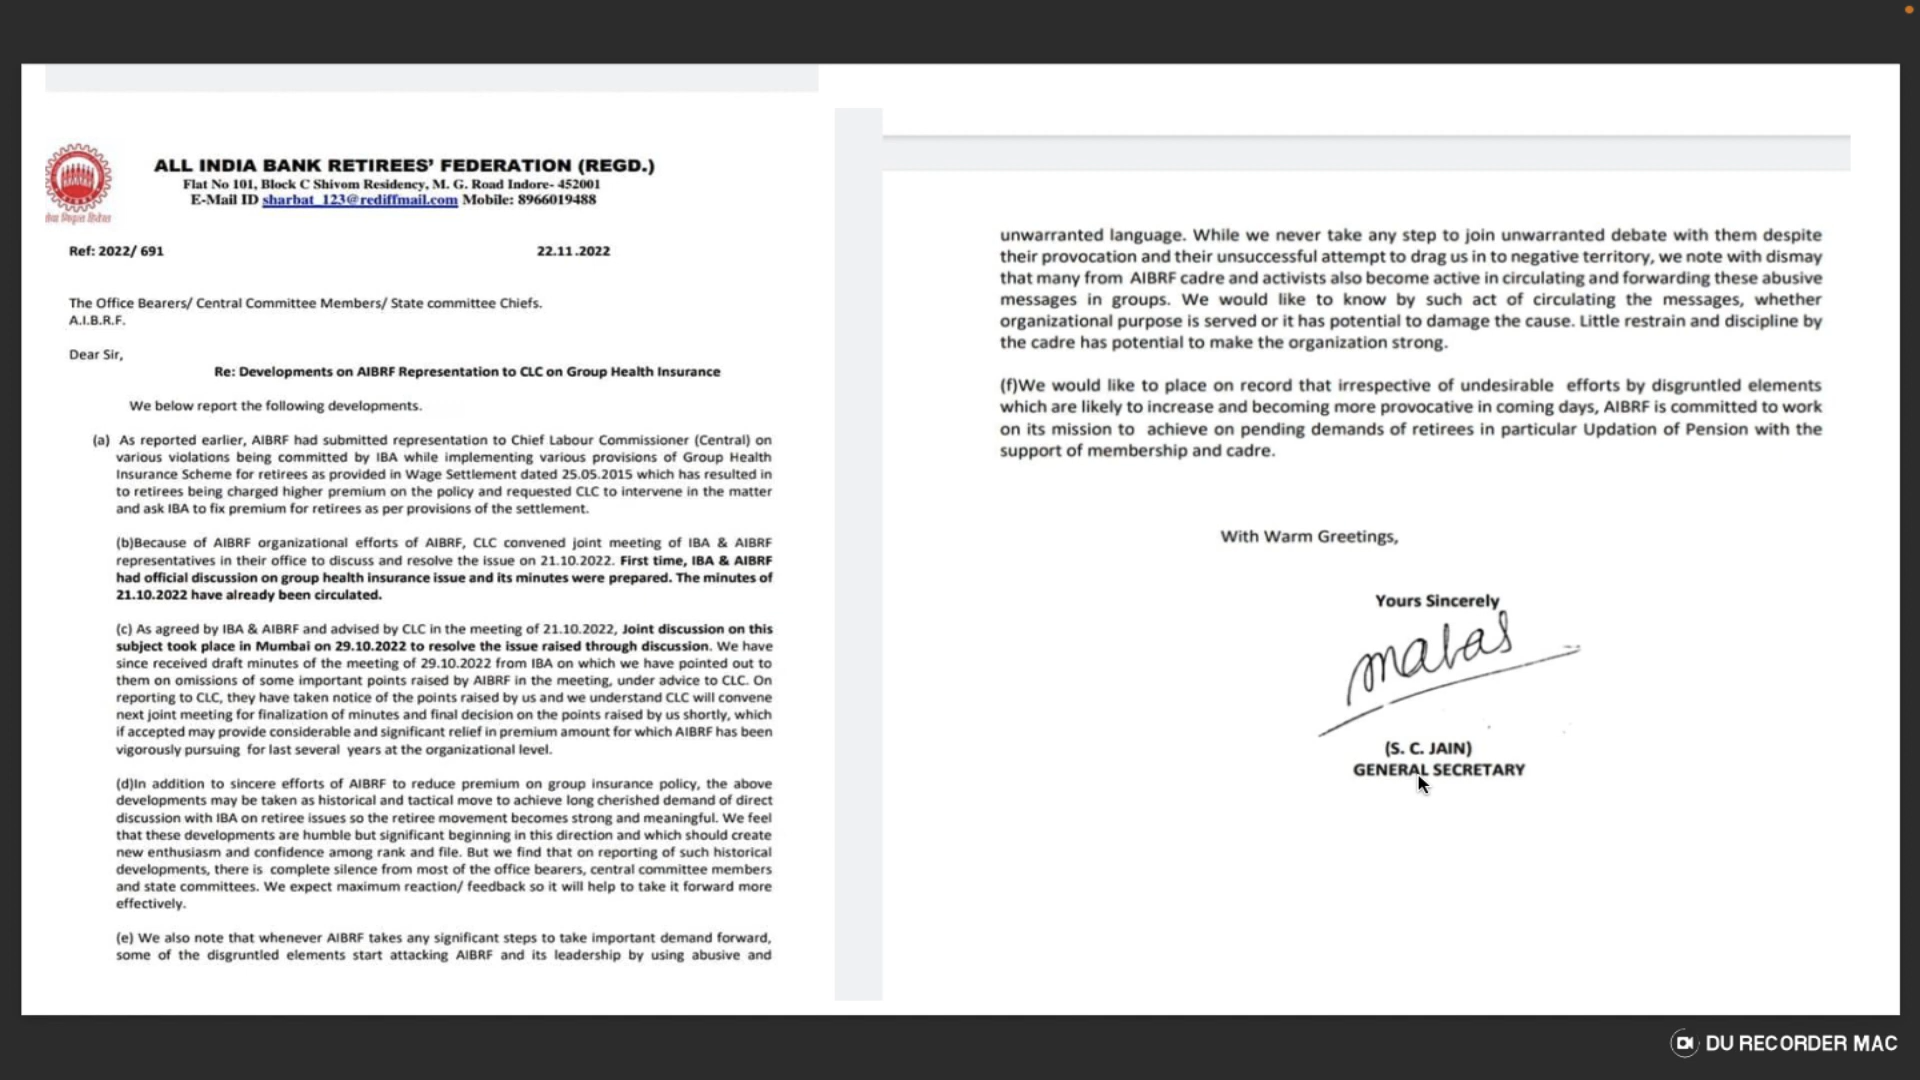 ALL INDIA BANK RETIREES' FEDERATION (REGD.)
Flat No 101, Block C Shivom Residency, M. G. Road Indore- 452001
E-Mail ID sharbat_123@rediffmail.com Mobile: 8966019488
Ref: 2022/ 691 22.11.2022
The Office Bearers/ Central Committee Members/ State committee Chiefs.
A.I.B.R.F.
Dear Sir,
Re: Developments on AIBRF Representation to CLC on Group Health Insurance
We below report the following developments.
(a) As reported earlier, AIBRF had submitted representation to Chief Labour Commissioner (Central) on
various violations being committed by IBA while implementing various provisions of Group Health
Insurance Scheme for retirees as provided in Wage Settlement dated 25.05.2015 which has resulted in
to retirees being charged higher premium on the policy and requested CLC to intervene in the matter
and ask IBA to fix premium for retirees as per provisions of the settlement.
(b)Because of AIBRF organizational efforts of AIBRF, CLC convened joint meeting of IBA & AIBRF
representatives in their office to discuss and resolve the issue on 21.10.2022. First time, IBA & AIBRF
had official discussion on group health insurance issue and its minutes were prepared. The minutes of
21.10.2022 have already been circulated.
(c) As agreed by IBA & AIBRF and advised by CLC in the meeting of 21.10.2022, Joint discussion on this
subject took place in Mumbai on 29.10.2022 to resolve the issue raised through discussion. We have
since received draft minutes of the meeting of 29.10.2022 from IBA on which we have pointed out to
them on omissions of some important points raised by AIBRF in the meeting, under advice to CLC. On
reporting to CLC, they have taken notice of the points raised by us and we understand CLC will convene
next joint meeting for finalization of minutes and final decision on the points raised by us shortly, which
if accepted may provide considerable and significant relief in premium amount for which AIBRF has been
vigorously pursuing for last several years at the organizational level.
(d)In addition to sincere efforts of AIBRF to reduce premium on group insurance policy, the above
developments may be taken as historical and tactical move to achieve long cherished demand of direct
discussion with IBA on retiree issues so the retiree movement becomes strong and meaningful. We feel
that these developments are humble but significant beginning in this direction and which should create
new enthusiasm and confidence among rank and file. But we find that on reporting of such historical
developments, there is complete silence from most of the office bearers, central committee members
and state committees. We expect maximum reaction/ feedback so it will help to take it forward more
effectively.
(e) We also note that whenever AIBRF takes any significant steps to take important demand forward,
some of the disgruntled elements start attacking AIBRF and its leadership by using abusive and
unwarranted language. While we never take any step to join unwarranted debate with them despite
their provocation and their unsuccessful attempt to drag us in to negative territory, we note with dismay
that many from AIBRF cadre and activists also become active in circulating and forwarding these abusive
messages in groups. We would like to know by such act of circulating the messages, whether
organizational purpose is served or it has potential to damage the cause. Little restrain and discipline by
the cadre has potential to make the organization strong.
(f)We would like to place on record that irrespective of undesirable efforts by disgruntled elements
which are likely to increase and becoming more provocative in coming days, AIBRF is committed to work
on its mission to achieve on pending demands of retirees in particular Updation of Pension with the
support of membership and cadre.
With Warm Greetings,
Yours Sincerely
(S. C. JAIN)
GENERAL SECRETARY
DU RECORDER MAC